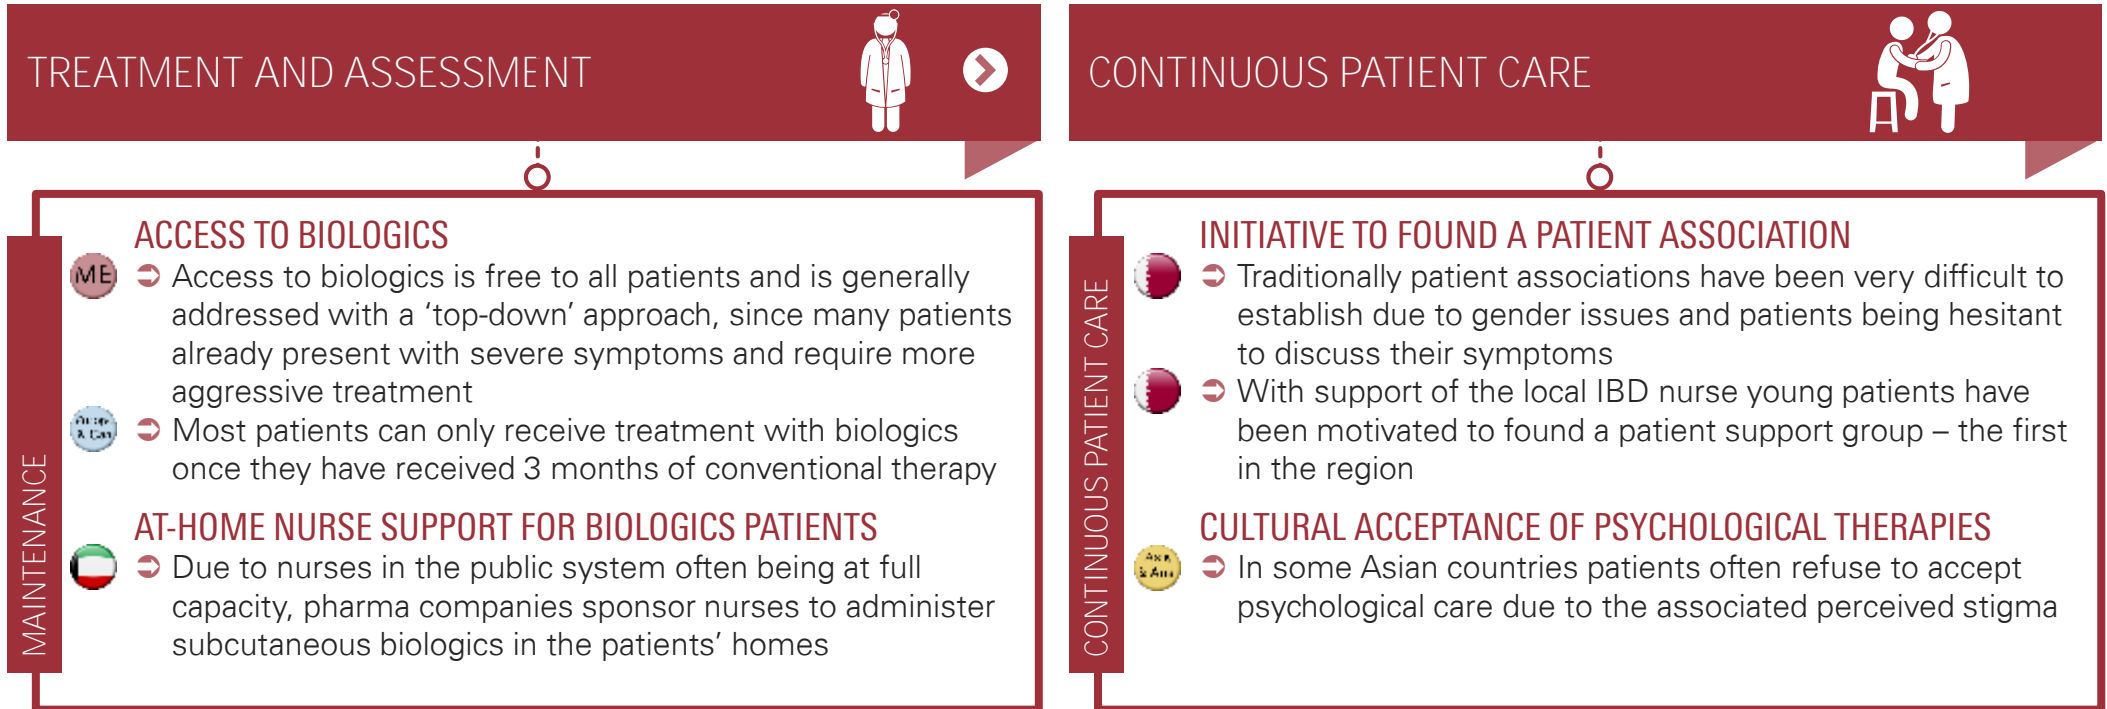 TREATMENT AND ASSESSMENT
MAINTENANCE
ACCESS TO BIOLOGICS
ME
Access to biologics is free to all patients and is generally
addressed with a ‘top-down’ approach, since many patients
already present with severe symptoms and require more
aggressive treatment
Most patients can only receive treatment with biologics
once they have received 3 months of conventional therapy
AT-HOME NURSE SUPPORT FOR BIOLOGICS PATIENTS
Due to nurses in the public system often being at full
capacity, pharma companies sponsor nurses to administer
subcutaneous biologics in the patients’ homes
CONTINUOUS PATIENT CARE
CONTINUOUS PATIENT CARE
INITIATIVE TO FOUND A PATIENT ASSOCIATION
Traditionally patient associations have been very difficult to
establish due to gender issues and patients being hesitant
to discuss their symptoms
With support of the local IBD nurse young patients have
been motivated to found a patient support group – the first
in the region
CULTURAL ACCEPTANCE OF PSYCHOLOGICAL THERAPIES
In some Asian countries patients often refuse to accept
psychological care due to the associated perceived stigma